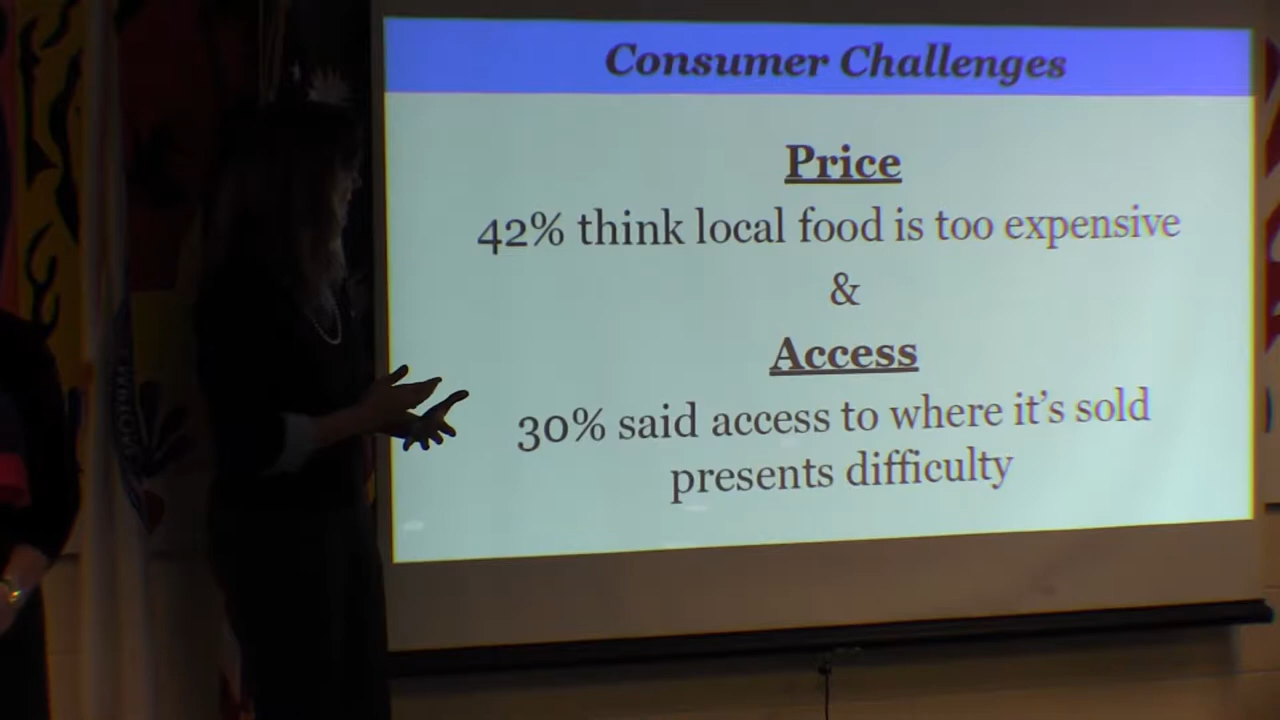 Consumer Challenges
Price
42% think local food is too expensive
&
Access
30% said access to where it's sold
presents difficulty